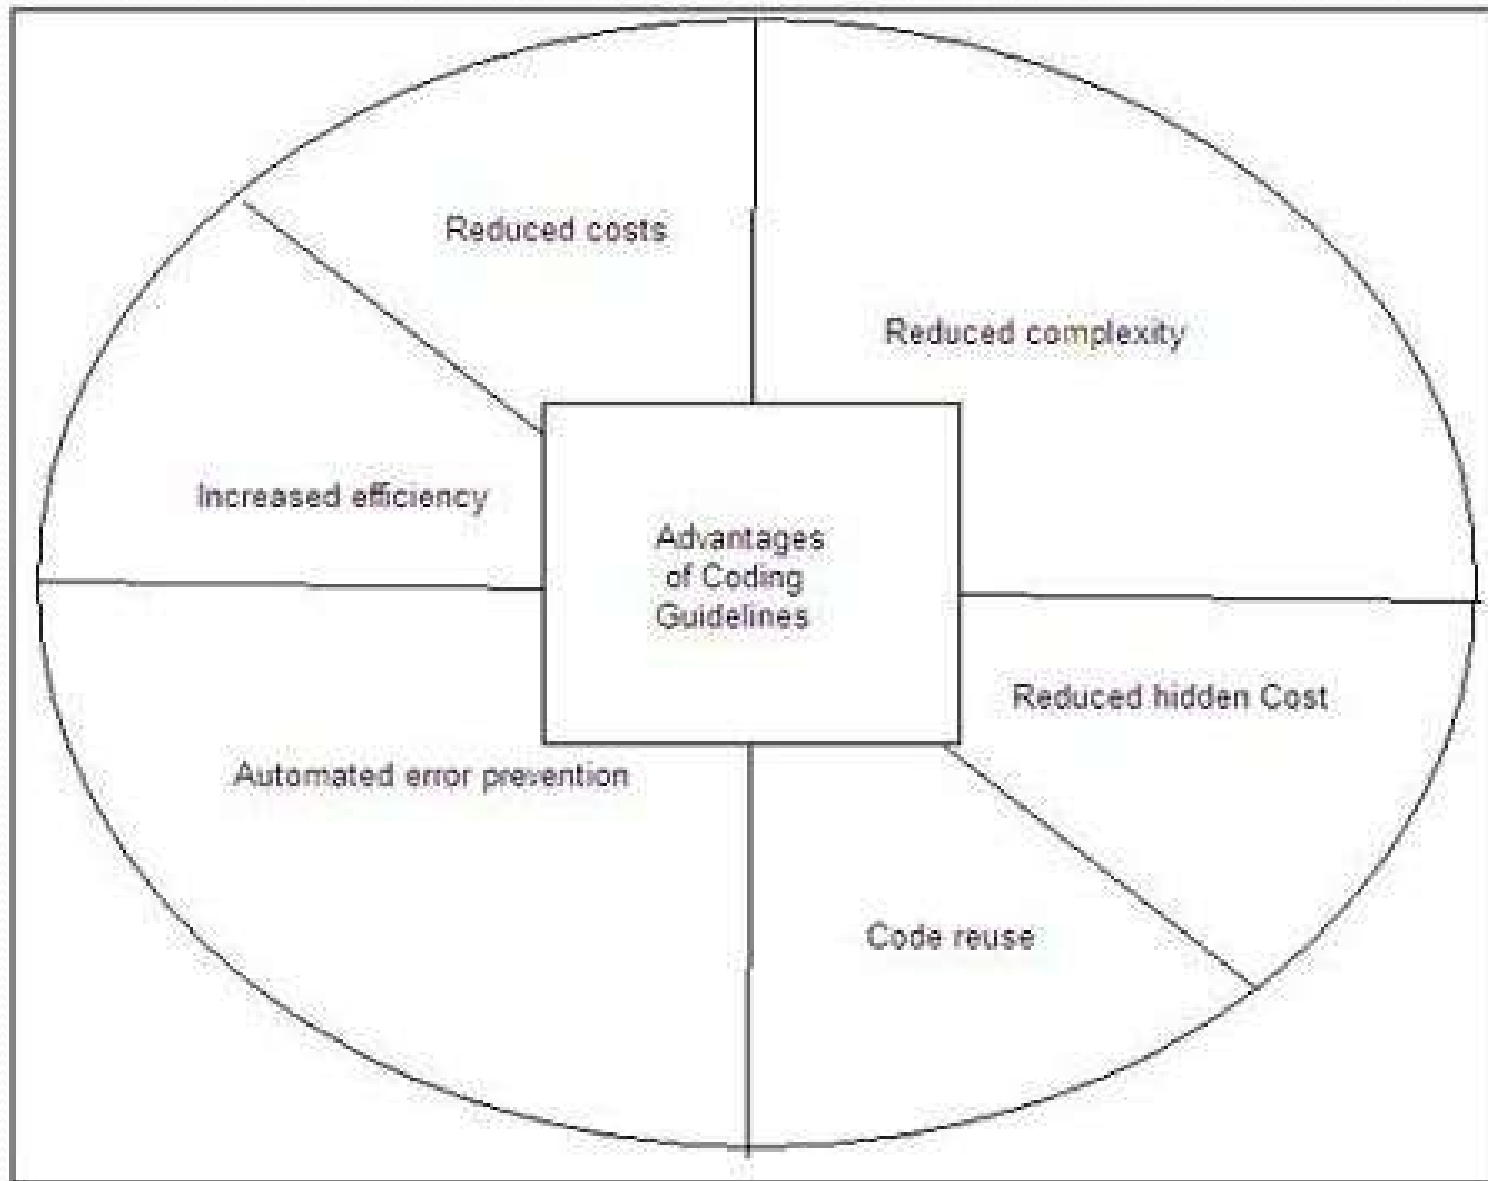 Reduced costs
Reduced complexity
Increased efficiency
Advantages
of Coding
Guidelines
Reduced hidden Cost
Automated error prevention
Code reuse